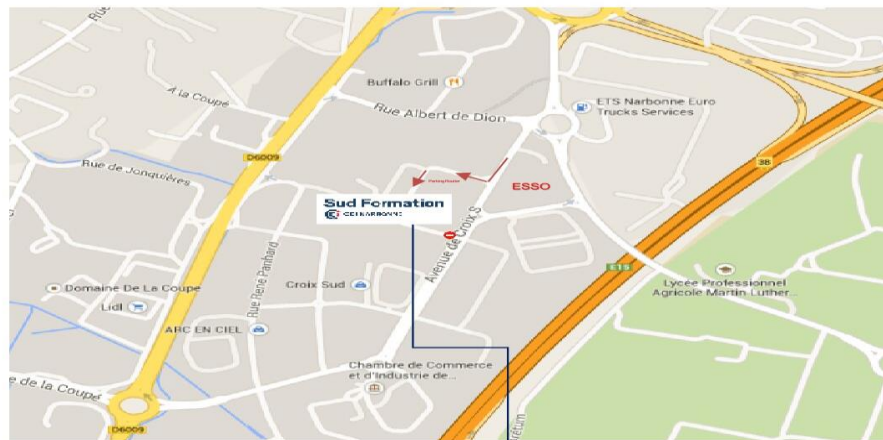 Rue
Buffalo Grill
A la Coupe
Rue Albert de Dion
ETS Narbonne Euro
Trucks Services
D6009
38
Rue de Jonquières
ESSO
Sud Formation
CCI NARBONNE
Avenue de Croix S
E15
Lycée Professionnel
Agricole Martin Luther...
Domaine De La Coupe
Rue René Panhard
Croix Sud
Lidl
ARC EN CIEL
Chambre de Commerce
et d'Industrie de...
e de la Coupe
D6009